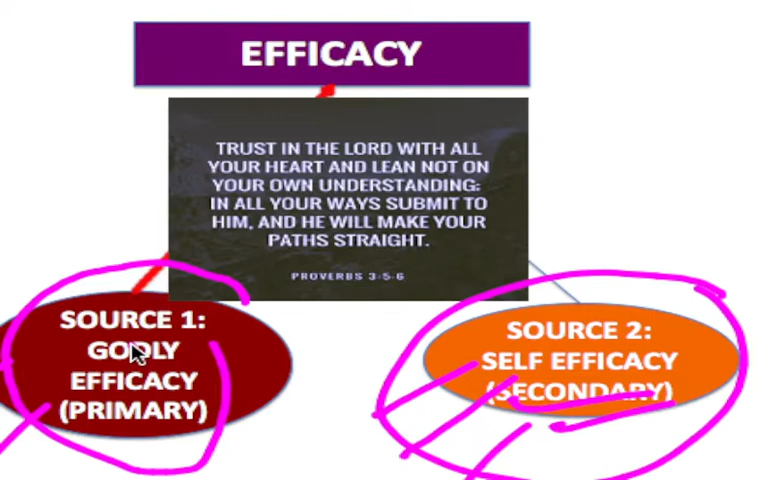 EFFICACY
TRUST IN THE LORD WITH ALL
YOUR HEART AND LEAN NOT ON
YOUR OWN UNDERSTANDING;
IN ALL YOUR WAYS SUBMIT TO
HIM, AND HE WILL MAKE YOUR
PATHS STRAIGHT.
PROVERBS 3:5-6
SOURCE 1:
GODLY
EFFICACY
(PRIMARY)
SOURCE 2:
SELF EFFICACY
(SECONDARY)